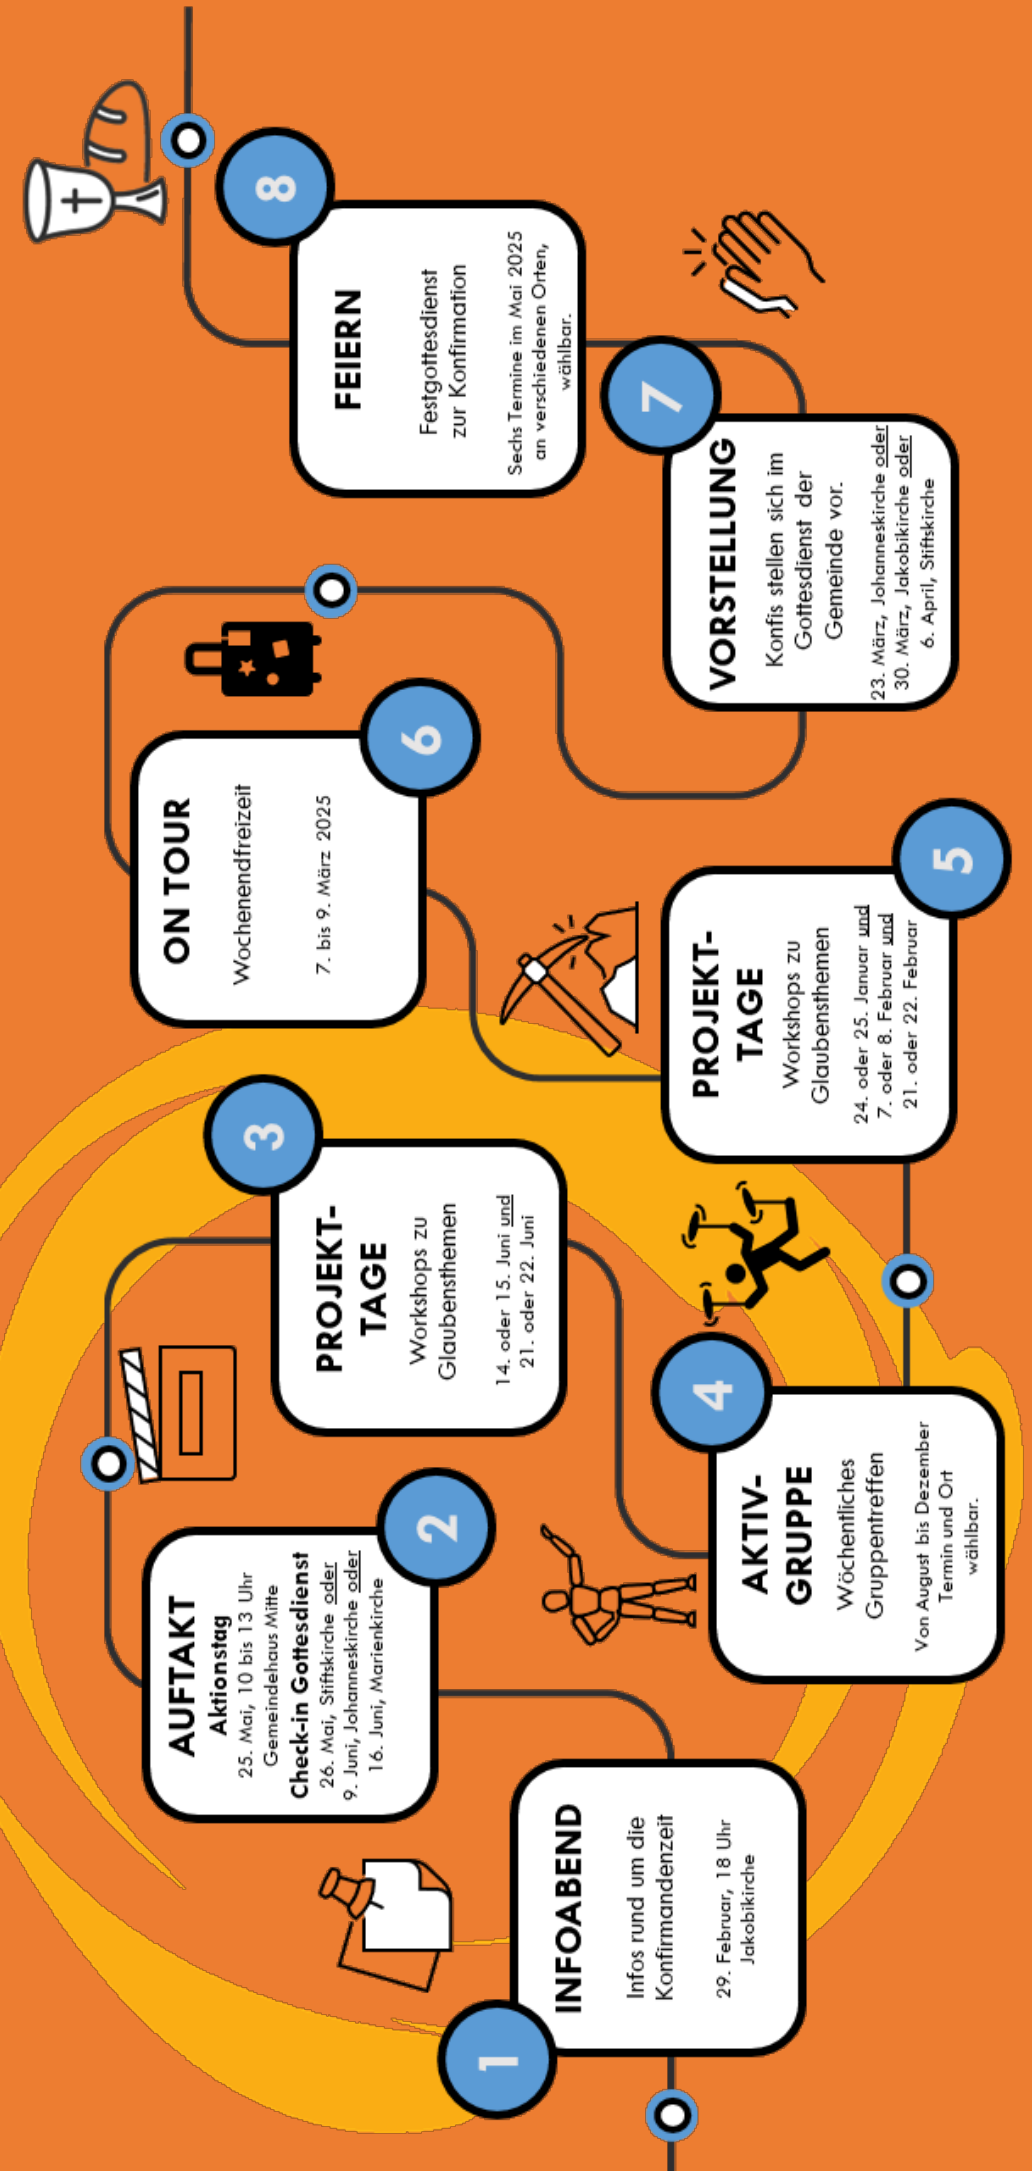 1
INFOABEND
Infos rund um die
Konfirmandenzeit
29. Februar, 18 Uhr
Jakobikirche
2
AUFTAKT
Aktionstag
25. Mai, 10 bis 13 Uhr
Gemeindehaus Mitte
Check-in Gottesdienst
26. Mai, Stiftskirche oder
9. Juni, Johanneskirche oder
16. Juni, Marienkirche
3
PROJEKT-
TAGE
Workshops zu
Glaubensthemen
14. oder 15. Juni und
21. oder 22. Juni
4
AKTIV-
GRUPPE
Wöchentliches
Gruppentreffen
Von August bis Dezember
Termin und Ort
wählbar.
5
PROJEKT-
TAGE
Workshops zu
Glaubensthemen
24. oder 25. Januar und
7. oder 8. Februar und
21. oder 22. Februar
6
ON TOUR
Wochenendfreizeit
7. bis 9. März 2025
7
VORSTELLUNG
Konfis stellen sich im
Gottesdienst der
Gemeinde vor.
23. März, Johanneskirche oder
30. März, Jakobikirche oder
6. April, Stiftskirche
8
FEIERN
Festgottesdienst
zur Konfirmation
Sechs Termine im Mai 2025
an verschiedenen Orten,
wählbar.